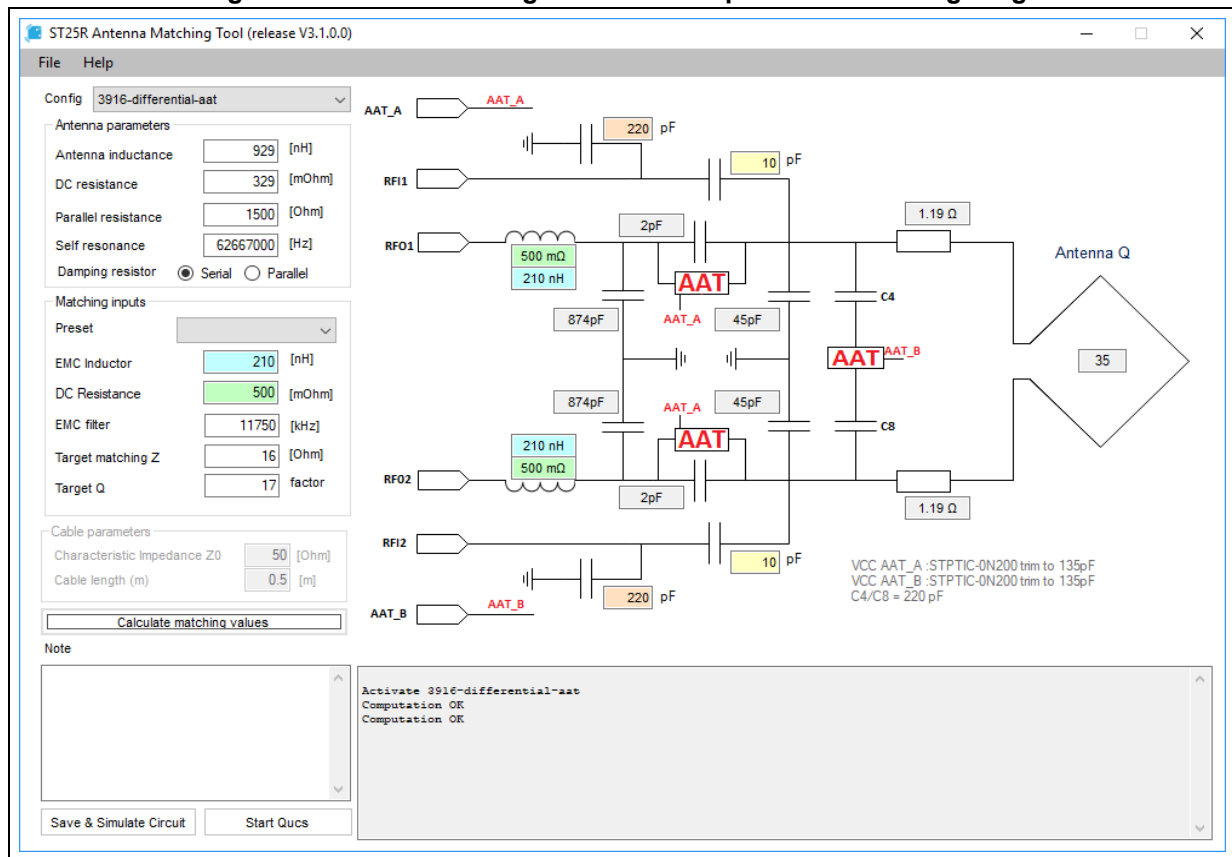 ST25R Antenna Matching Tool (release V3.1.0.0)
File Help
Config 3916-differential-aat
Antenna parameters
Antenna inductance 929 [nH]
DC resistance 329 [mOhm]
Parallel resistance 1500 [Ohm]
Self resonance 62667000 [Hz]
Damping resistor Serial Parallel
Matching inputs
Preset
EMC Inductor 210 [nH]
DC Resistance 500 [mOhm]
EMC filter 11750 [kHz]
Target matching Z 16 [Ohm]
Target Q 17 factor
Cable parameters
Characteristic Impedance Z0 50 [Ohm]
Cable length (m) 0.5 [m]
Calculate matching values
Note
Save & Simulate Circuit Start Qucs
AAT_A AAT_A
220 pF
10 pF
RFI1
1.19 Ω
2pF
RFO1
500 mΩ
210 nH
AAT
AAT_A
874pF 45pF
C4
Antenna Q
AAT AAT_B
35
874pF AAT_A 45pF
AAT
C8
210 nH
500 mΩ
RFO2
2pF
1.19 Ω
RFI2
10 pF
220 pF
AAT_B AAT_B
VCC AAT_A :STPTIC-0N200 trim to 135pF
VCC AAT_B :STPTIC-0N200 trim to 135pF
C4/C8 = 220 pF
Activate 3916-differential-aat
Computation OK
Computation OK